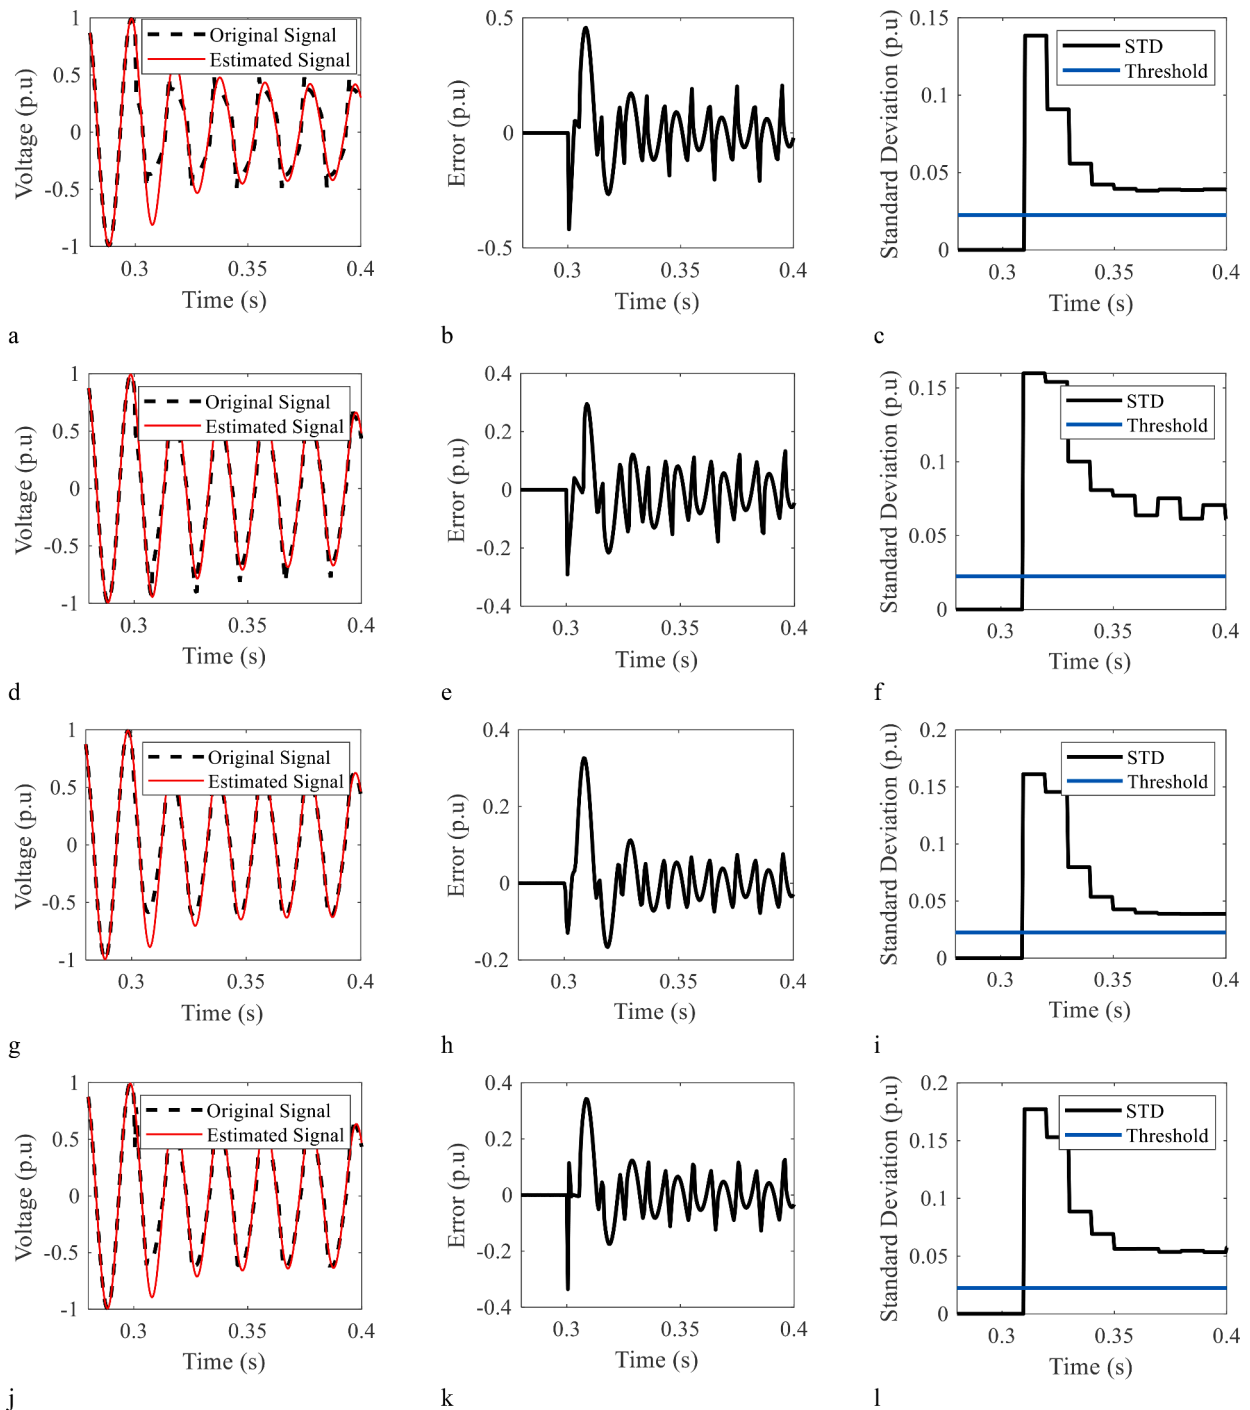 Voltage (p.u)
1
0.5
0
-0.5
-1
Original Signal
Estimated Signal
0.3
0.35
0.4
Time (s)
a
Error (p.u)
0.5
0
-0.5
0.3
0.35
0.4
Time (s)
b
Standard Deviation (p.u)
0.15
0.1
0.05
0
STD
Threshold
0.3
0.35
0.4
Time (s)
c
Voltage (p.u)
1
0.5
0
-0.5
-1
Original Signal
Estimated Signal
0.3
0.35
0.4
Time (s)
d
Error (p.u)
0.4
0.2
0
-0.2
-0.4
0.3
0.35
0.4
Time (s)
e
Standard Deviation (p.u)
0.15
0.1
0.05
0
STD
Threshold
0.3
0.35
0.4
Time (s)
f
Voltage (p.u)
1
0.5
0
-0.5
-1
Original Signal
Estimated Signal
0.3
0.35
0.4
Time (s)
g
Error (p.u)
0.4
0.2
0
-0.2
0.3
0.35
0.4
Time (s)
h
Standard Deviation (p.u)
0.2
0.15
0.1
0.05
0
STD
Threshold
0.3
0.35
0.4
Time (s)
i
Voltage (p.u)
1
0.5
0
-0.5
-1
Original Signal
Estimated Signal
0.3
0.35
0.4
Time (s)
j
Error (p.u)
0.4
0.2
0
-0.2
-0.4
0.3
0.35
0.4
Time (s)
k
Standard Deviation (p.u)
0.2
0.15
0.1
0.05
0
STD
Threshold
0.3
0.35
0.4
Time (s)
l